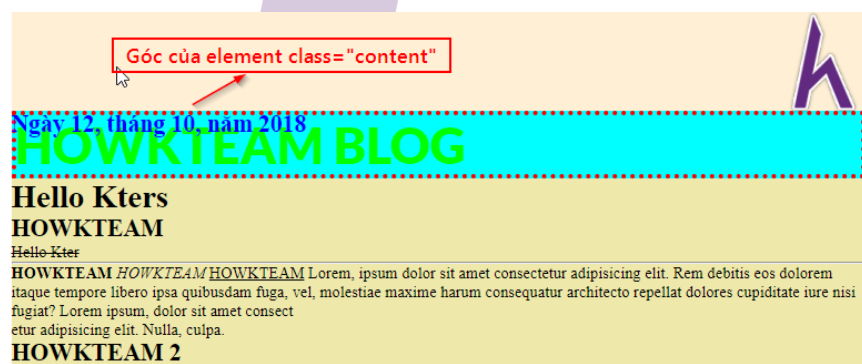 Góc của element class="content"
Ngày 12, tháng 10, năm 2018
HOWKTEAM BLOG
Hello Kters
HOWKTEAM
Hello Kter
HOWKTEAM HOWKTEAM HOWKTEAM Lorem, ipsum dolor sit amet consectetur adipisicing elit. Rem debitis eos dolorem
itaque tempore libero ipsa quibusdam fuga, vel, molestiae maxime harum consequatur architecto repellat dolores cupiditate iure nisi
fugiat? Lorem ipsum, dolor sit amet consect
etur adipisicing elit. Nulla, culpa.
HOWKTEAM 2